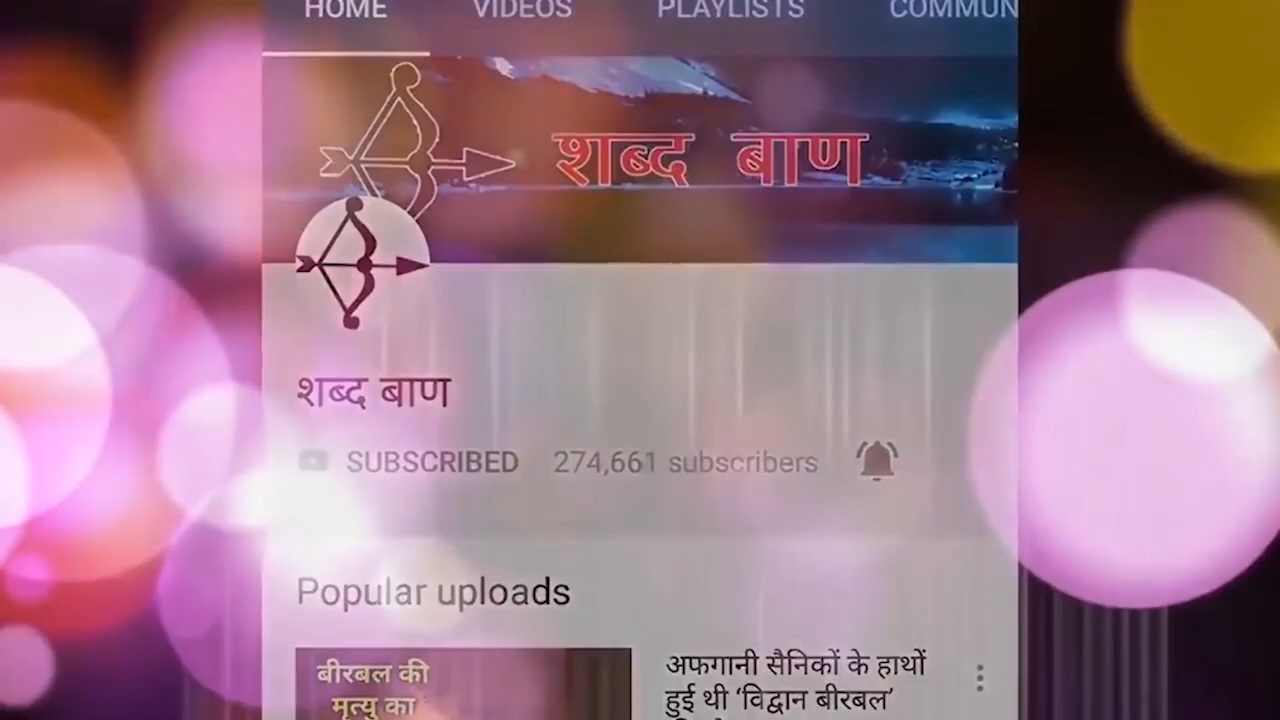 HOME VIDEOS PLAYLISTS COMMUN
शब्द बाण
शब्द बाण
SUBSCRIBED 274,661 subscribers
Popular uploads
बीरबल की
मृत्यु का
अफगानी सैनिकों के हाथों
हुई थी ‘विद्वान बीरबल’